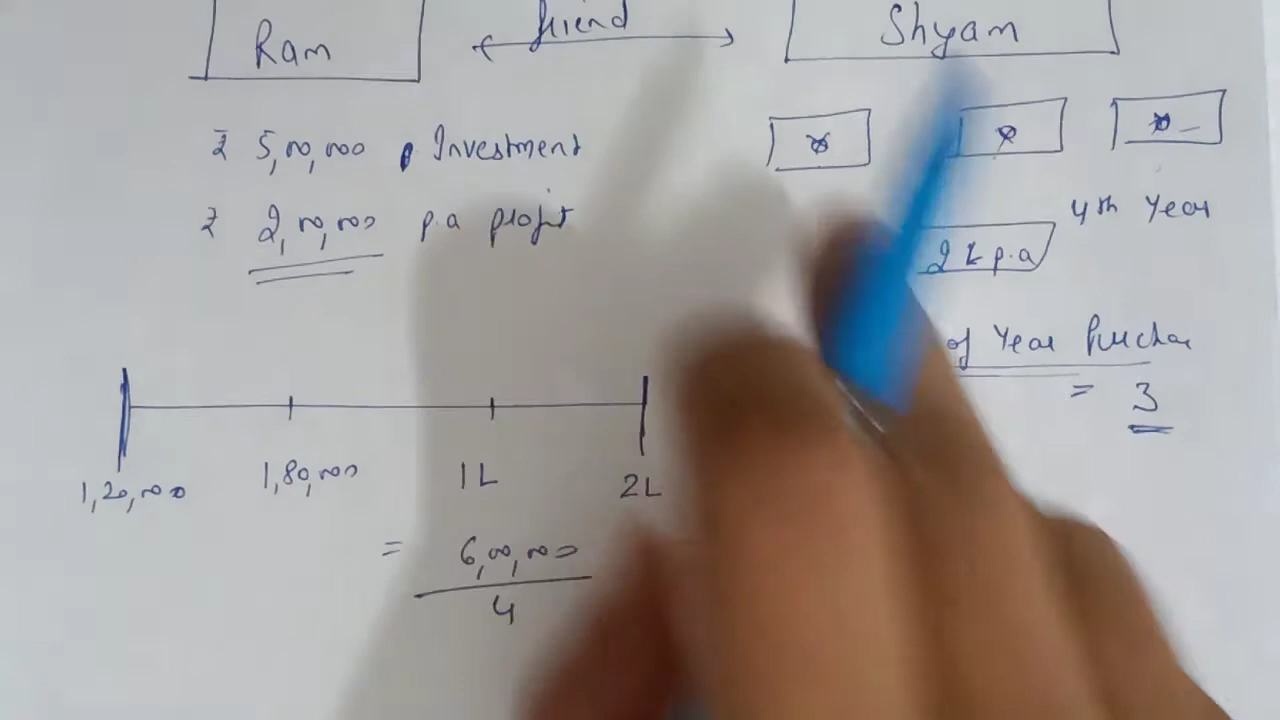 Ram friend Shyam
₹ 5,00,000 Investment
₹ 2,00,000 p.a profit
4th Year
2 L p.a
of Year Purchase
= 3
1,20,000 1,80,000 1L 2L
= 6,00,000
4